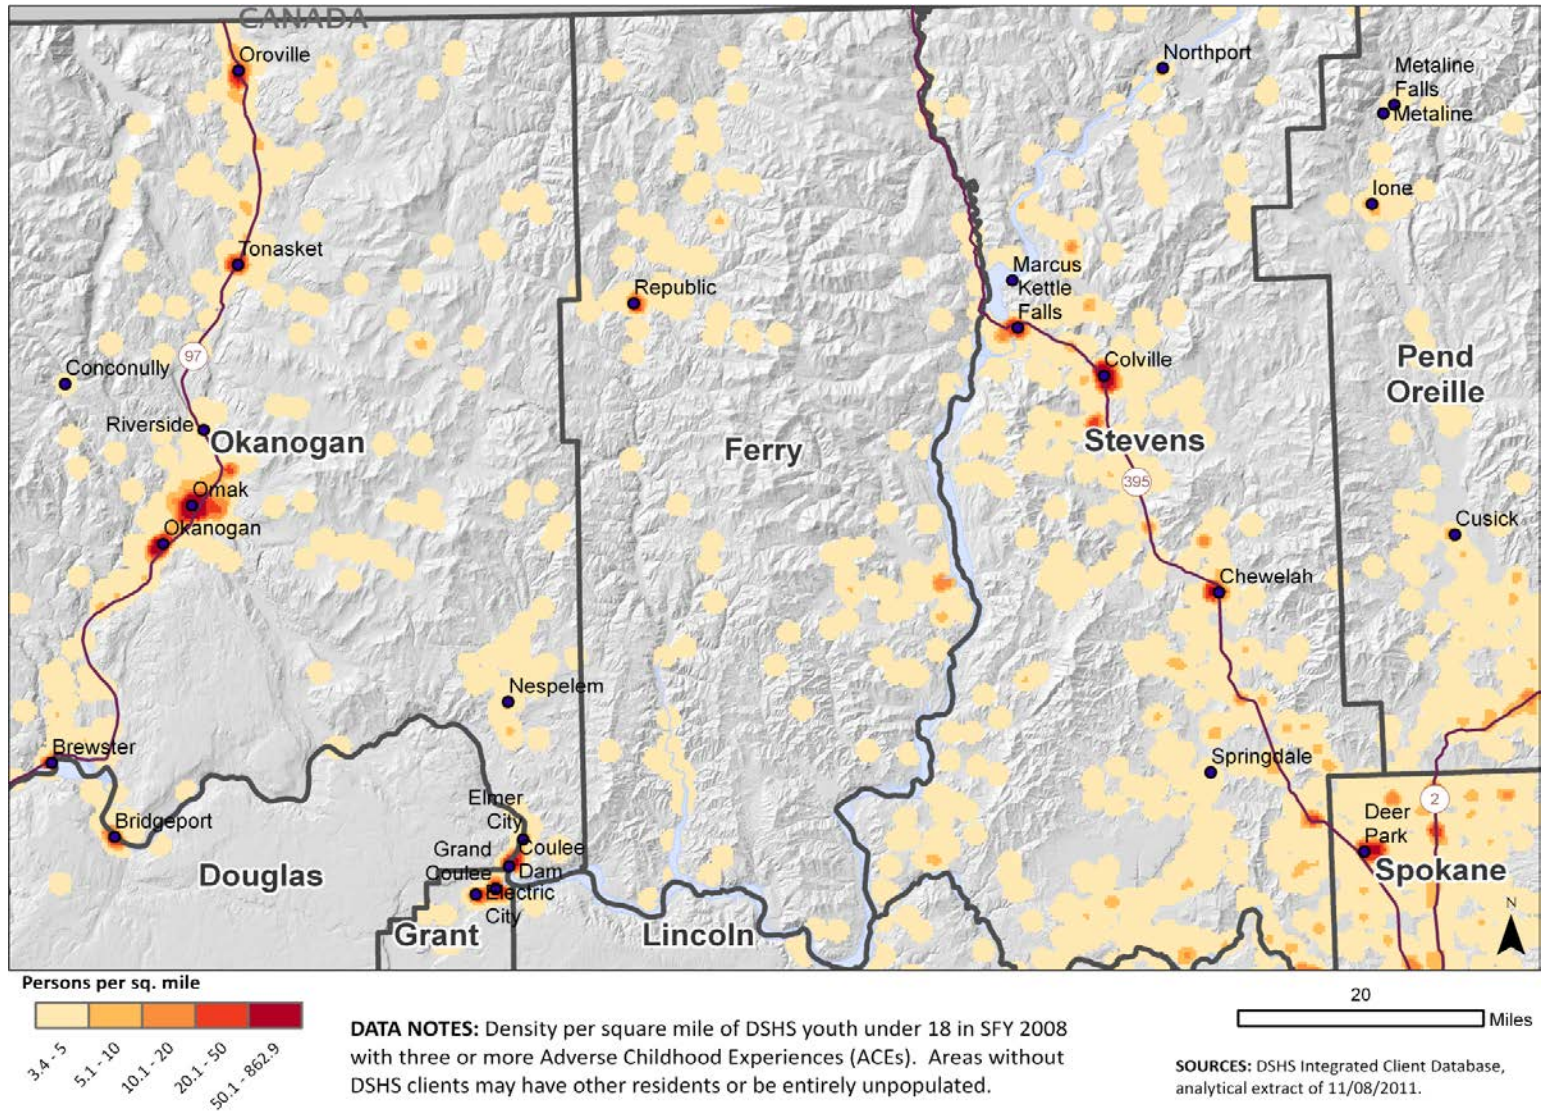 CANADA
Oroville
Northport
Metaline
Falls
Metaline
Ione
Tonasket
Marcus
Republic
Kettle
Falls
97
Conconully
Colville
Pend
Oreille
Riverside
Okanogan
Ferry
Stevens
395
Omak
Okanogan
Cusick
Chewelah
Nespelem
Brewster
Springdale
Elmer
City
2
Bridgeport
Deer
Park
Grand
Coulee
Coulee
Dam
Douglas
Spokane
Electric
City
Grant
Lincoln
N
Persons per sq. mile
3.4 - 5
5.1 - 10
10.1 - 20
20.1 - 50
50.1 - 862.9
DATA NOTES: Density per square mile of DSHS youth under 18 in SFY 2008
with three or more Adverse Childhood Experiences (ACEs). Areas without
DSHS clients may have other residents or be entirely unpopulated.
20
Miles
SOURCES: DSHS Integrated Client Database,
analytical extract of 11/08/2011.